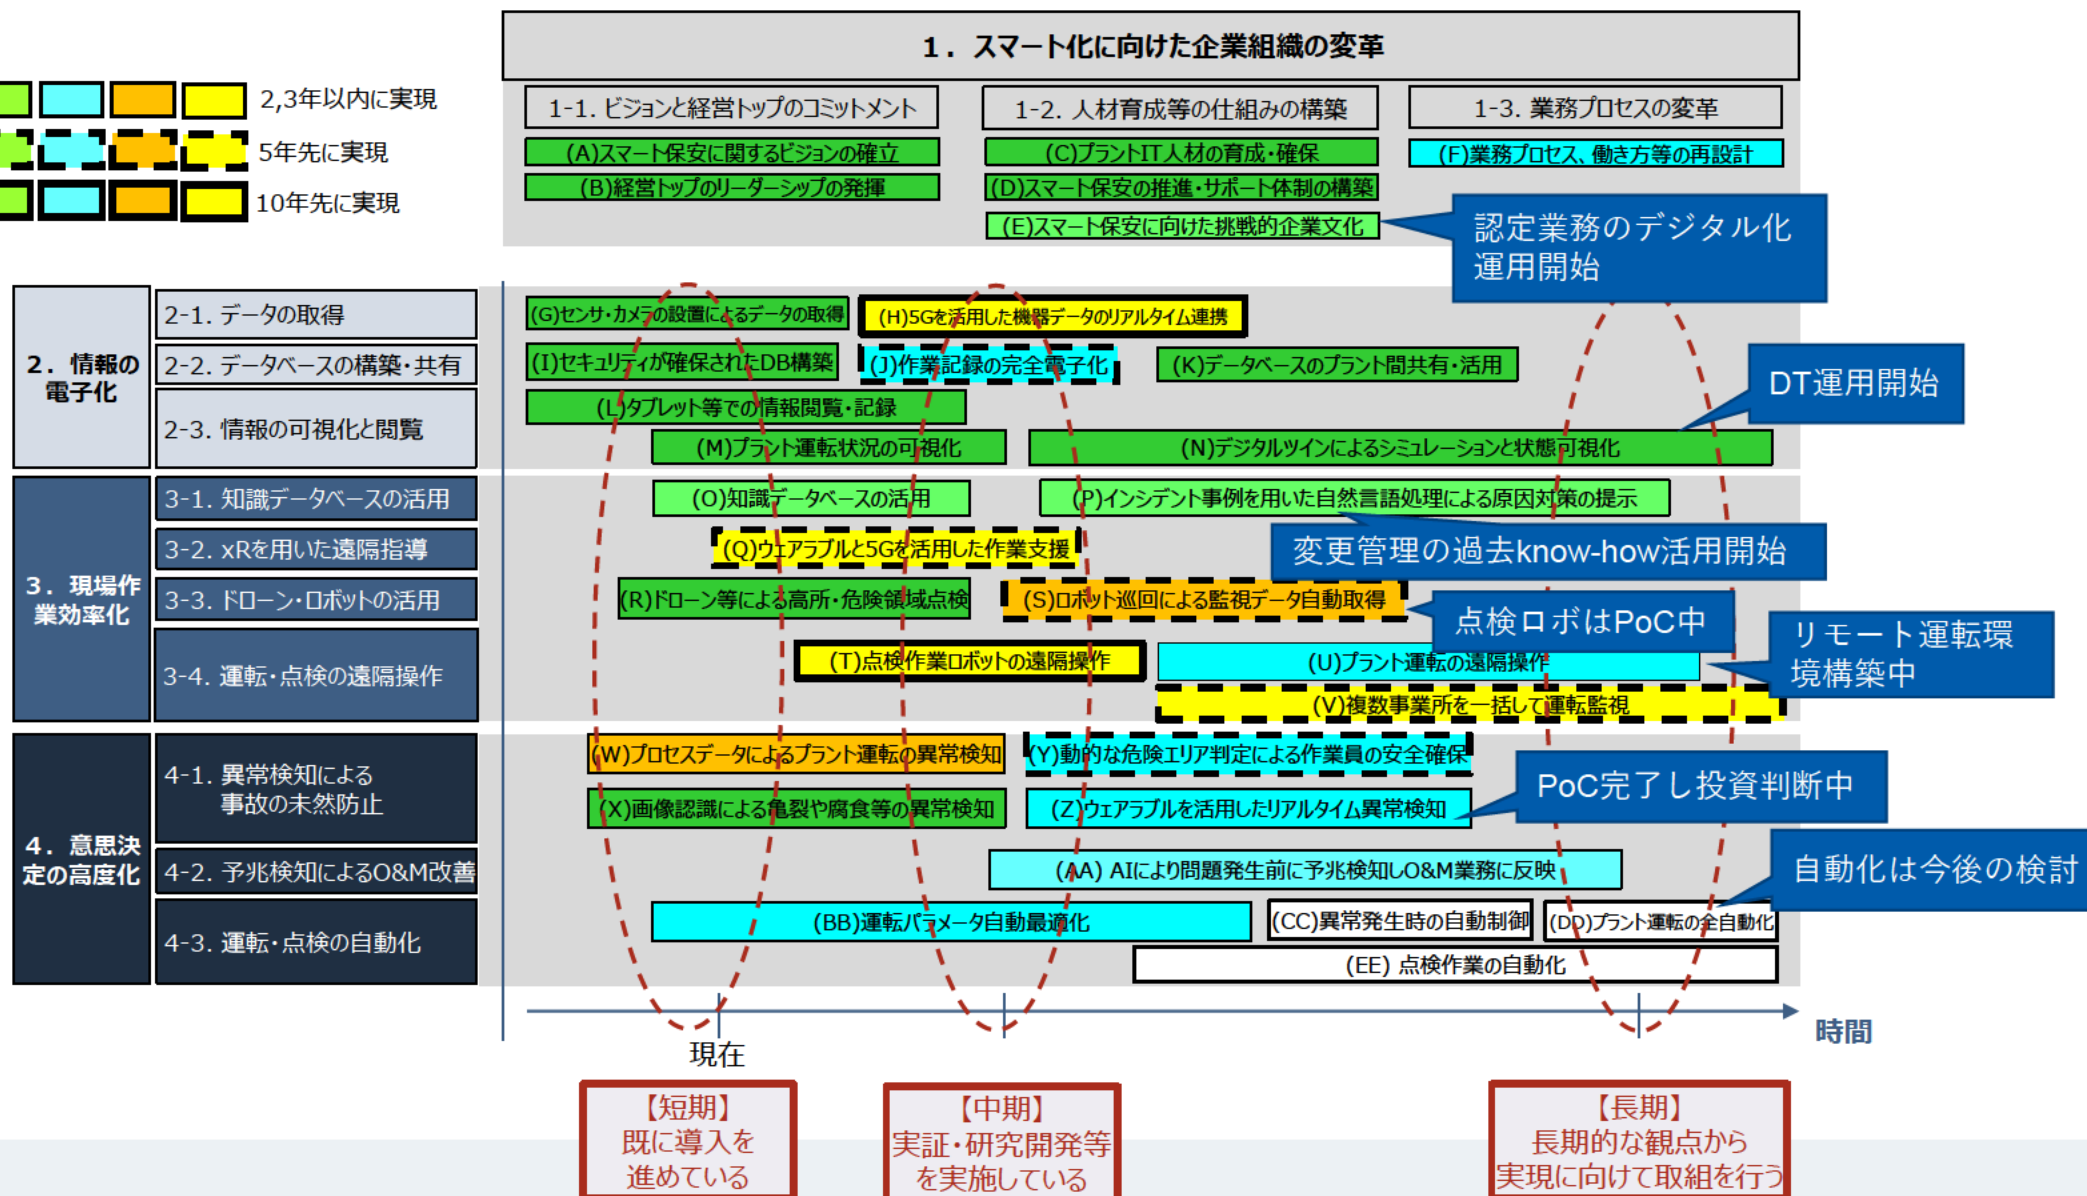 1. スマート化に向けた企業組織の変革
2,3年以内に実現
5年先に実現
10年先に実現
1-1. ビジョンと経営トップのコミットメント
1-2. 人材育成等の仕組みの構築
1-3. 業務プロセスの変革
(A)スマート保安に関するビジョンの確立
(C)プラントIT人材の育成・確保
(F)業務プロセス、働き方等の再設計
(B)経営トップのリーダーシップの発揮
(D)スマート保安の推進・サポート体制の構築
(E)スマート保安に向けた挑戦的企業文化
認定業務のデジタル化
運用開始
2. 情報の
電子化
2-1. データの取得
(G)センサ・カメラの設置によるデータの取得
(H)5Gを活用した機器データのリアルタイム連携
2-2. データベースの構築・共有
(I)セキュリティが確保されたDB構築
(J)作業記録の完全電子化
(K)データベースのプラント間共有・活用
DT運用開始
2-3. 情報の可視化と閲覧
(L)タブレット等での情報閲覧・記録
(M)プラント運転状況の可視化
(N)デジタルツインによるシミュレーションと状態可視化
3. 現場作
業効率化
3-1. 知識データベースの活用
(O)知識データベースの活用
(P)インシデント事例を用いた自然言語処理による原因対策の提示
3-2. xRを用いた遠隔指導
(Q)ウェアラブルと5Gを活用した作業支援
変更管理の過去know-how活用開始
3-3. ドローン・ロボットの活用
(R)ドローン等による高所・危険領域点検
(S)ロボット巡回による監視データ自動取得
点検ロボはPoC中
3-4. 運転・点検の遠隔操作
(T)点検作業ロボットの遠隔操作
(U)プラント運転の遠隔操作
リモート運転環
境構築中
(V)複数事業所を一括して運転監視
4. 意思決
定の高度化
4-1. 異常検知による
事故の未然防止
(W)プロセスデータによるプラント運転の異常検知
(Y)動的な危険エリア判定による作業員の安全確保
(X)画像認識による亀裂や腐食等の異常検知
(Z)ウェアラブルを活用したリアルタイム異常検知
PoC完了し投資判断中
4-2. 予兆検知によるO&M改善
(AA) AIにより問題発生前に予兆検知しO&M業務に反映
自動化は今後の検討
4-3. 運転・点検の自動化
(BB)運転パラメータ自動最適化
(CC)異常発生時の自動制御
(DD)プラント運転の全自動化
(EE) 点検作業の自動化
時間
現在
【短期】
既に導入を
進めている
【中期】
実証・研究開発等
を実施している
【長期】
長期的な観点から
実現に向けて取組を行う